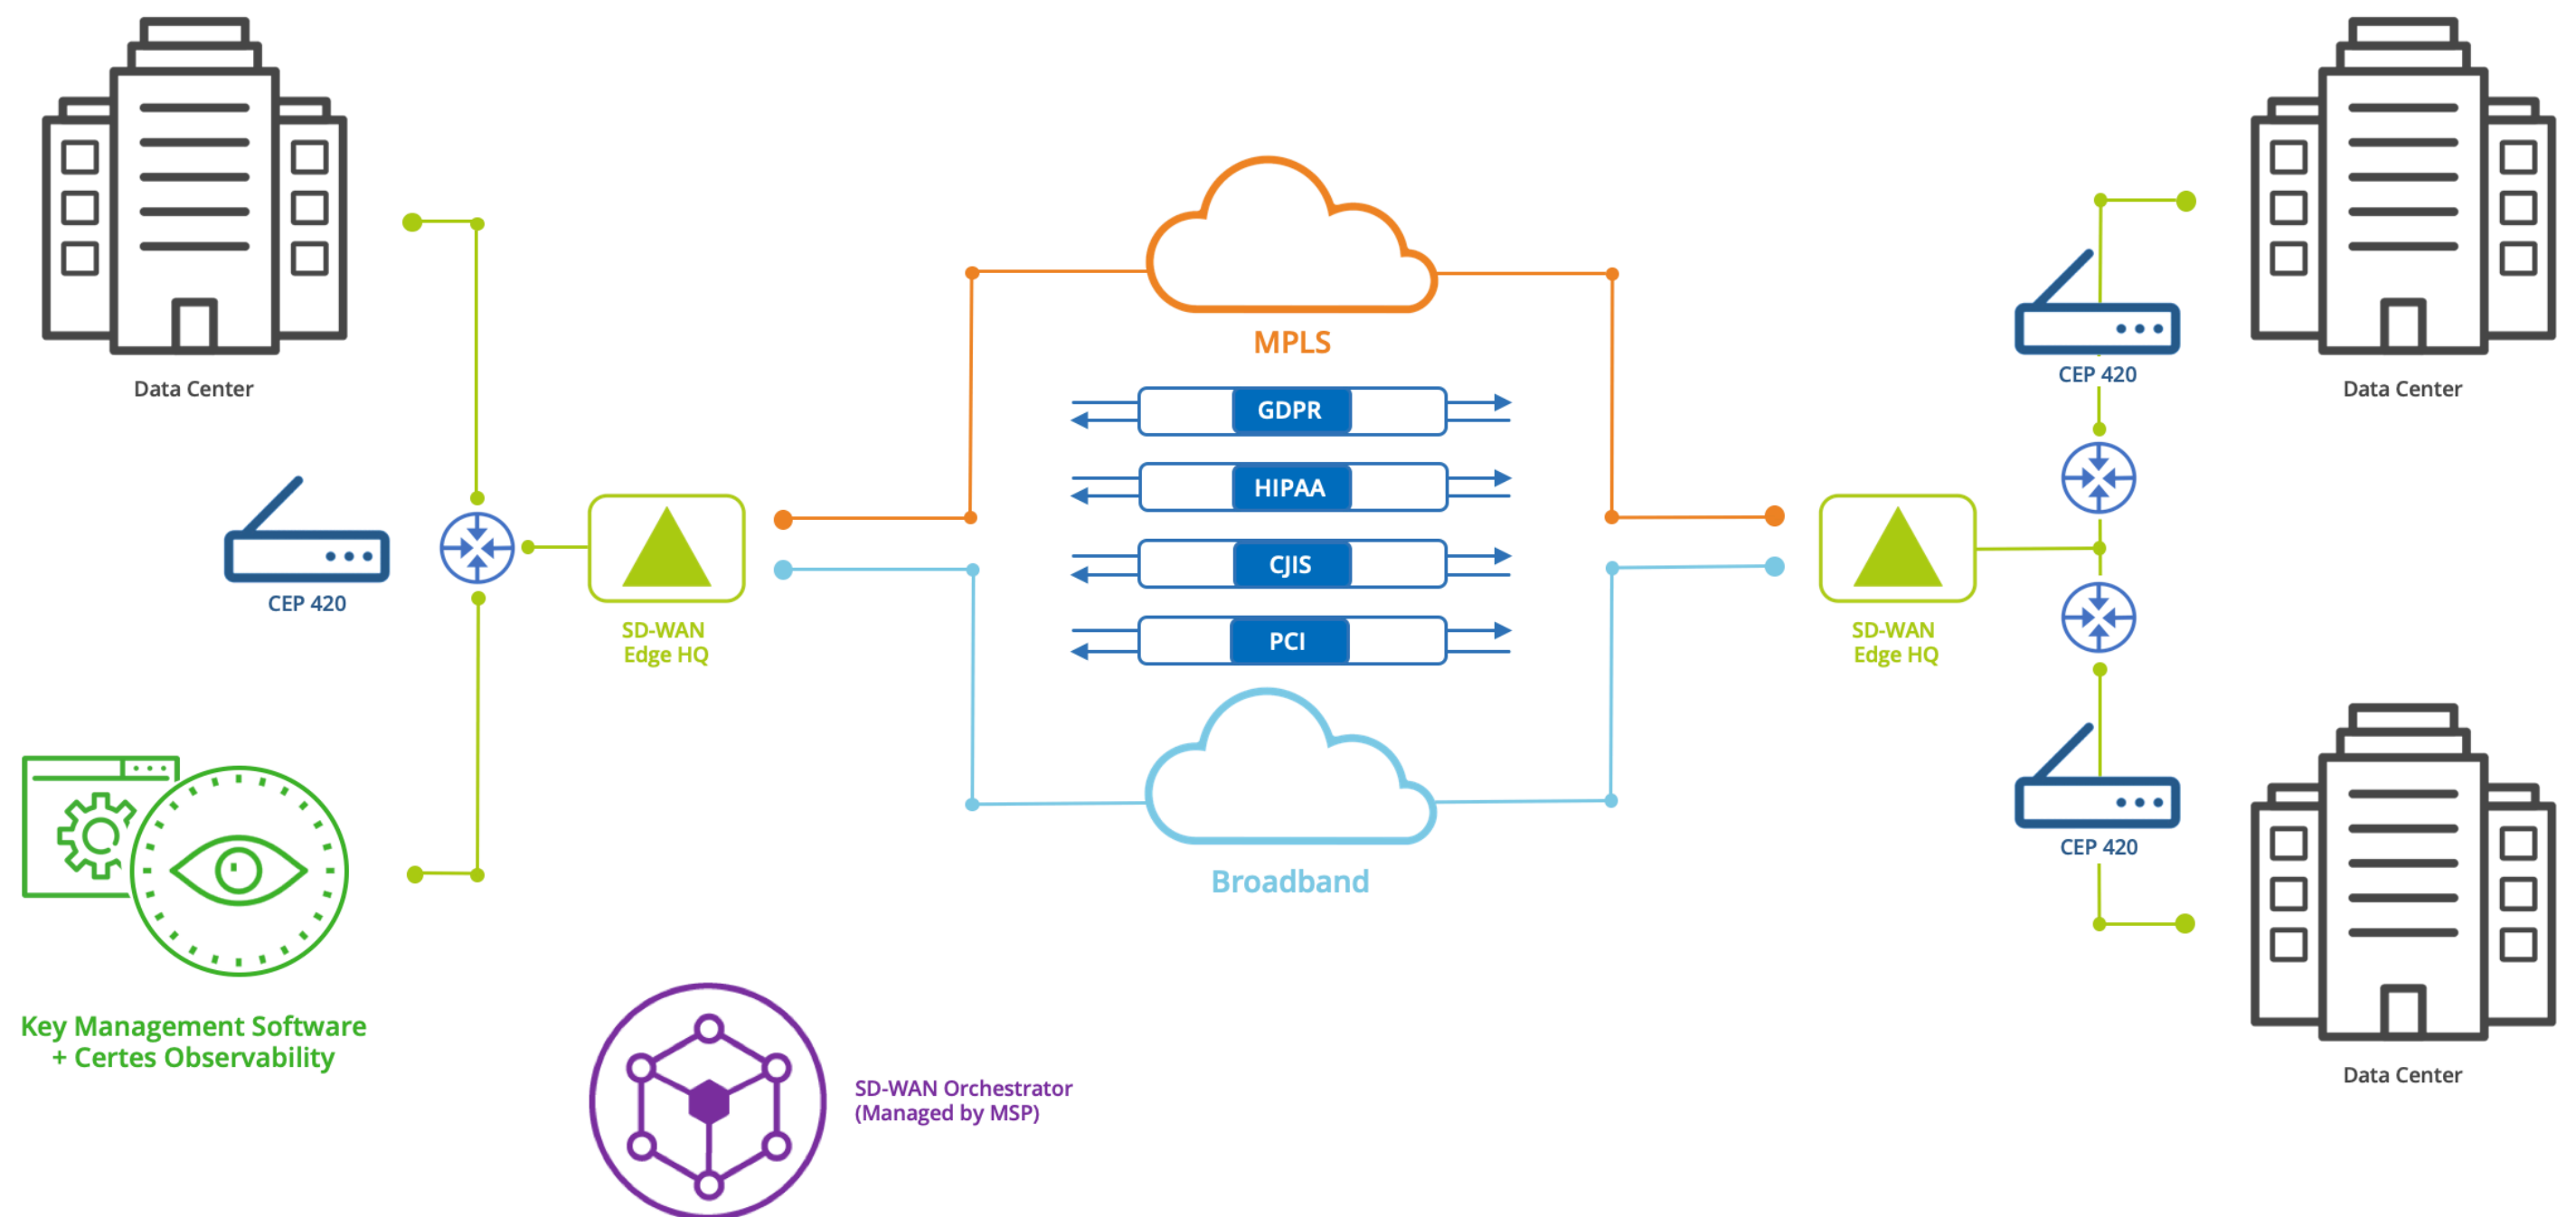 Data Center
Data Center
MPLS
CEP 420
GDPR
HIPAA
CJIS
PCI
CEP 420
SD-WAN
Edge HQ
SD-WAN
Edge HQ
CEP 420
Broadband
Key Management Software
+ Certes Observability
SD-WAN Orchestrator
(Managed by MSP)
Data Center